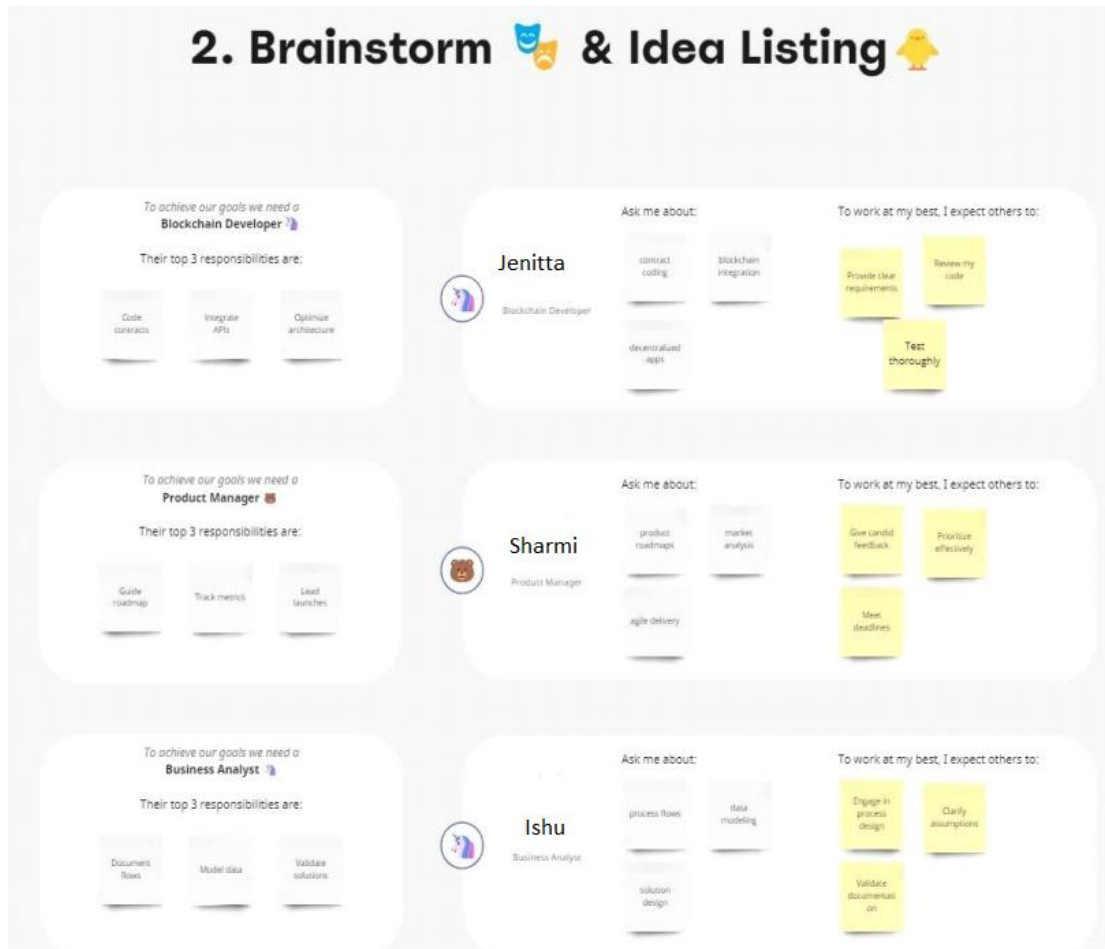 2. Brainstorm 🎭 & Idea Listing 🐥
To achieve our goals we need a
Blockchain Developer 🦄
Their top 3 responsibilities are:
Code
contracts
Integrate
APIs
Optimize
architecture
Jenitta
Blockchain Developer
Ask me about:
contract
coding
blockchain
integration
decentralized
apps
To work at my best, I expect others to:
Provide clear
requirements
Review my
code
Test
thoroughly
To achieve our goals we need a
Product Manager 🐻
Their top 3 responsibilities are:
Guide
roadmap
Track metrics
Lead
launches
Sharmi
Product Manager
Ask me about:
product
roadmaps
market
analysis
agile delivery
To work at my best, I expect others to:
Give candid
feedback
Prioritize
effectively
Meet
deadlines
To achieve our goals we need a
Business Analyst 🦄
Their top 3 responsibilities are:
Document
flows
Model data
Validate
solutions
Ishu
Business Analyst
Ask me about:
process flows
data
modeling
solution
design
To work at my best, I expect others to:
Engage in
process
design
Clarify
assumptions
Validate
documentati
on